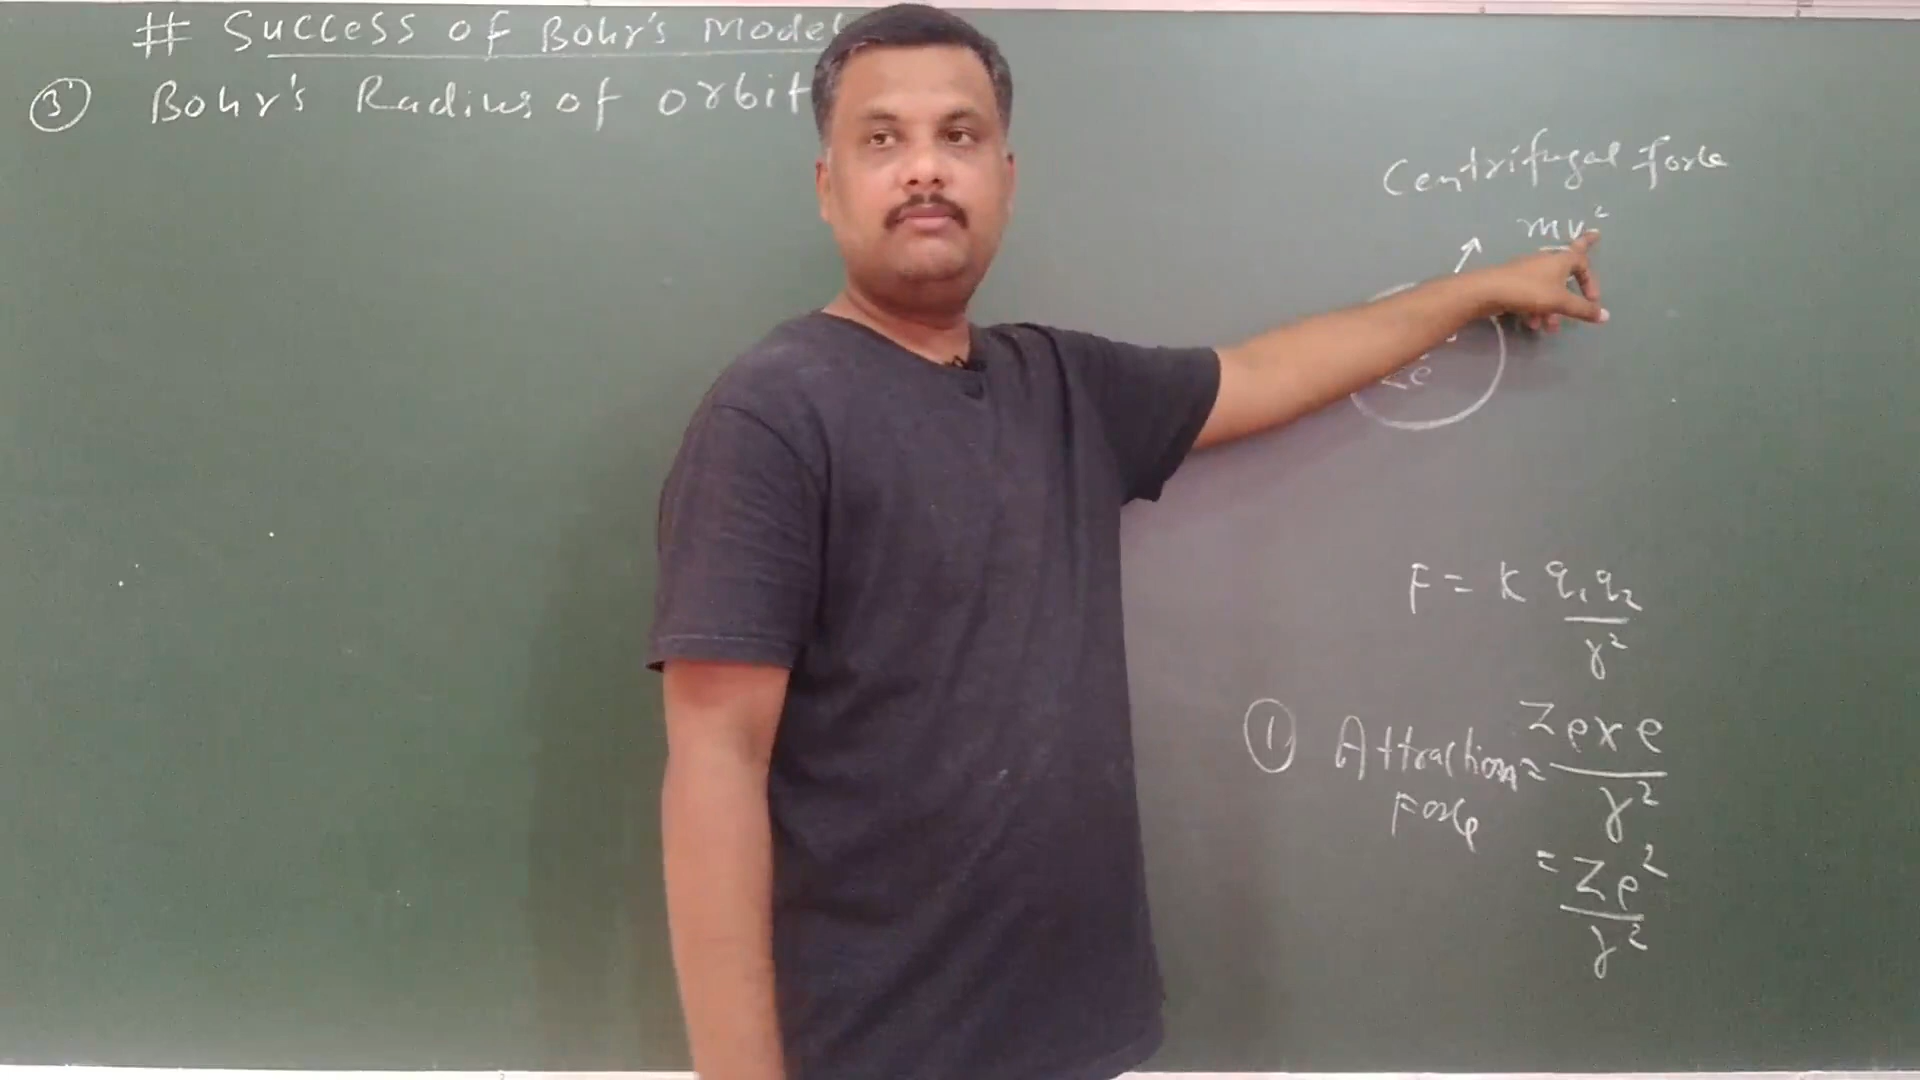 # Success of Bohr's Model
3 Bohr's Radius of orbit
Centrifugal force
mv²
Ze
F = K q₁q₂
r²
① Attraction Force = Ze×e
r²
= Ze²
r²